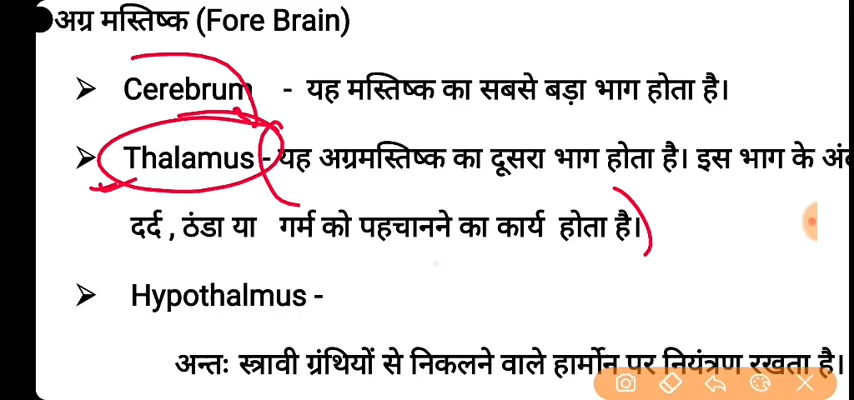 अग्र मस्तिष्क (Fore Brain)
➢ Cerebrum - यह मस्तिष्क का सबसे बड़ा भाग होता है।
➢ Thalamus - यह अग्रमस्तिष्क का दूसरा भाग होता है। इस भाग के
दर्द , ठंडा या गर्म को पहचानने का कार्य होता है।
➢ Hypothalmus -
अन्तः स्त्रावी ग्रंथियों से निकलने वाले हार्मोन पर नियंत्रण रखता है।